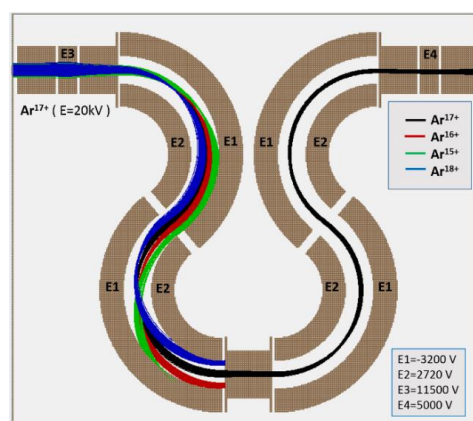 E3
E4
Ar17+ ( E=20kV )
E2
E1
E1
E2
Ar17+
Ar16+
Ar15+
Ar18+
E1
E2
E2
E1
E1=-3200 V
E2=2720 V
E3=11500 V
E4=5000 V